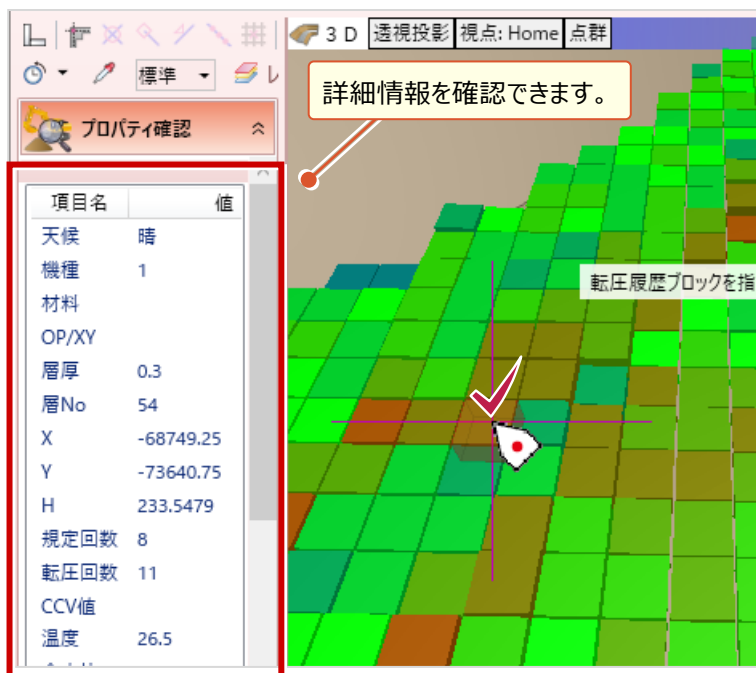 3 D 透視投影 視点: Home 点群
標準
詳細情報を確認できます。
プロパティ確認
項目名 値
天候 晴
機種 1
材料
OP/XY
層厚 0.3
層No 54
X -68749.25
Y -73640.75
H 233.5479
規定回数 8
転圧回数 11
CCV値
温度 26.5
転圧履歴ブロックを指